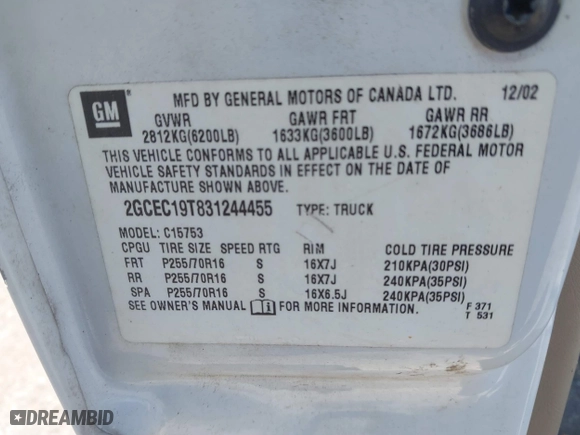 GM
MFD BY GENERAL MOTORS OF CANADA LTD. 12/02
GVWR GAWR FRT GAWR RR
2812KG(6200LB) 1633KG(3600LB) 1672KG(3686LB)
THIS VEHICLE CONFORMS TO ALL APPLICABLE U.S. FEDERAL MOTOR
VEHICLE SAFETY STANDARDS IN EFFECT ON THE DATE OF
MANUFACTURE SHOWN ABOVE.
2GCEC19T831244455 TYPE: TRUCK
MODEL: C15753
CPGU TIRE SIZE SPEED RTG RIM COLD TIRE PRESSURE
FRT P255/70R16 S 16X7J 210KPA(30PSI)
RR P255/70R16 S 16X7J 240KPA(35PSI)
SPA P255/70R16 S 16X6.5J 240KPA(35PSI)
SEE OWNER'S MANUAL FOR MORE INFORMATION. F 371
T 531
DREAMBID